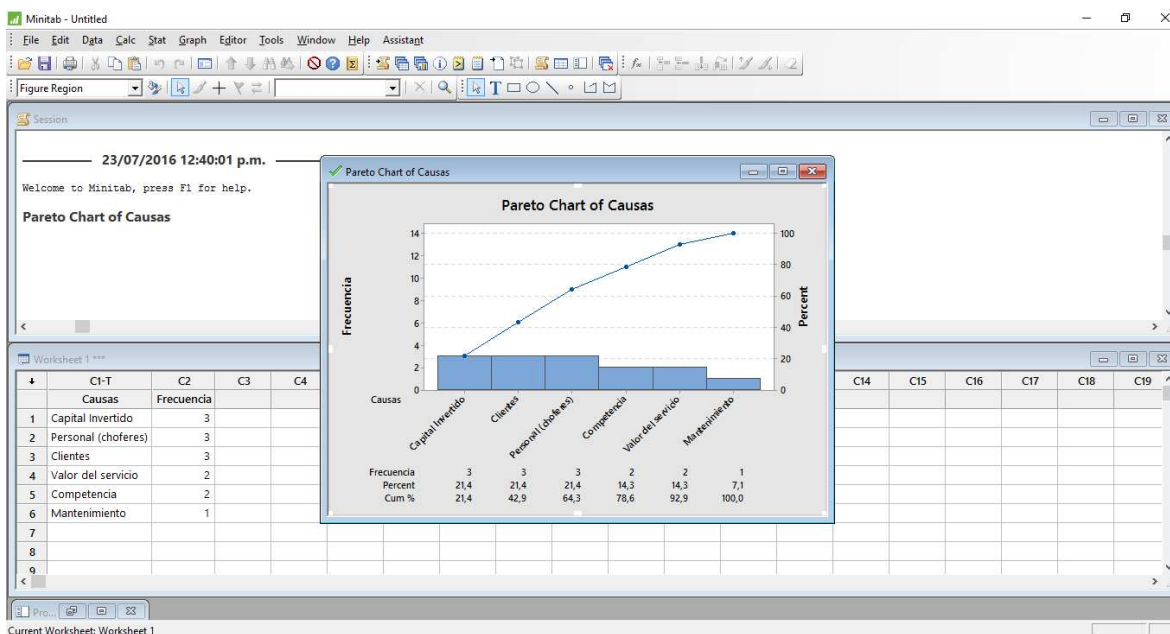 Minitab - Untitled
File Edit Data Calc Stat Graph Editor Tools Window Help Assistant
Figure Region
Session
23/07/2016 12:40:01 p.m.
Welcome to Minitab, press F1 for help.
Pareto Chart of Causas
Pareto Chart of Causas
Pareto Chart of Causas
14
12
10
8
6
4
2
0
Frecuencia
100
80
60
40
20
0
Percent
Causas Capital Invertido Clientes Personal (choferes) Competencia Valor del servicio Mantenimiento
Frecuencia 3 3 3 2 2 1
Percent 21,4 21,4 21,4 14,3 14,3 7,1
Cum % 21,4 42,9 64,3 78,6 92,9 100,0
Worksheet 1 ***
C1-T C2 C3 C4 C14 C15 C16 C17 C18 C19
Causas Frecuencia
1 Capital Invertido 3
2 Personal (choferes) 3
3 Clientes 3
4 Valor del servicio 2
5 Competencia 2
6 Mantenimiento 1
7
8
9
Pro...
Current Worksheet: Worksheet 1